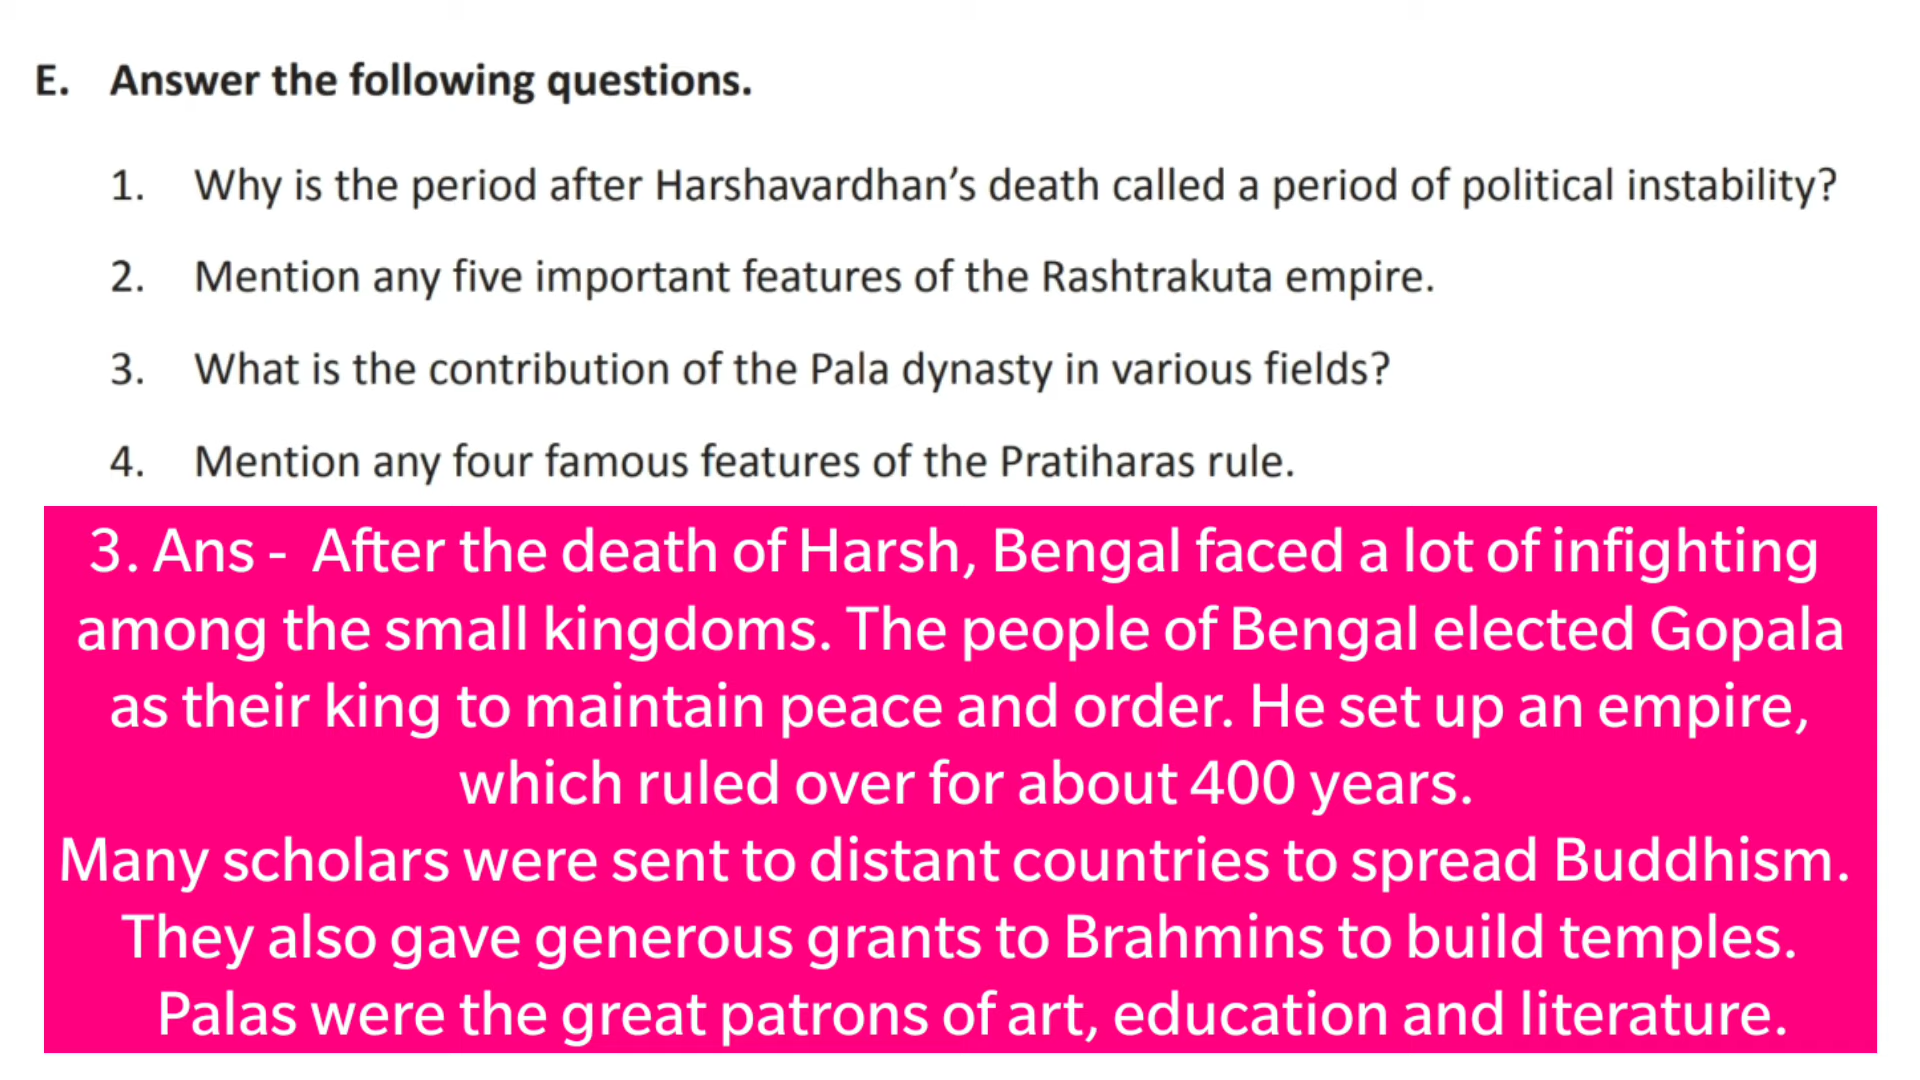 E. Answer the following questions.
1. Why is the period after Harshavardhan’s death called a period of political instability?
2. Mention any five important features of the Rashtrakuta empire.
3. What is the contribution of the Pala dynasty in various fields?
4. Mention any four famous features of the Pratiharas rule.
3. Ans - After the death of Harsh, Bengal faced a lot of infighting
among the small kingdoms. The people of Bengal elected Gopala
as their king to maintain peace and order. He set up an empire,
which ruled over for about 400 years.
Many scholars were sent to distant countries to spread Buddhism.
They also gave generous grants to Brahmins to build temples.
Palas were the great patrons of art, education and literature.